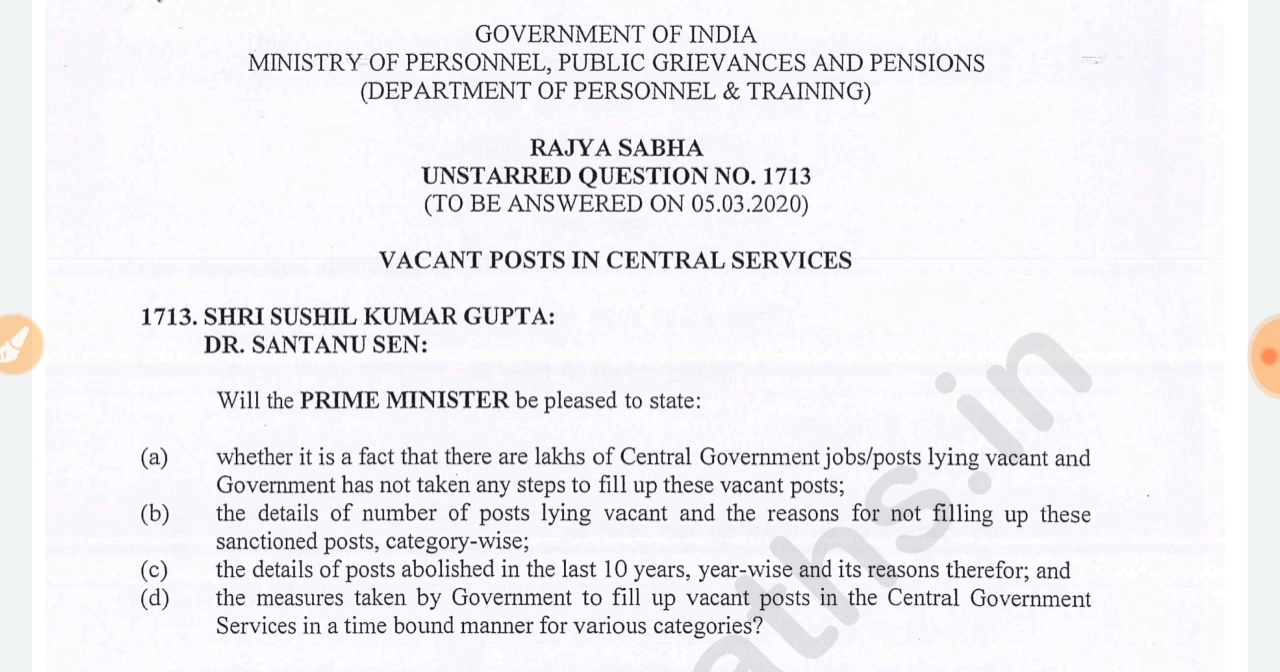 GOVERNMENT OF INDIA
MINISTRY OF PERSONNEL, PUBLIC GRIEVANCES AND PENSIONS
(DEPARTMENT OF PERSONNEL & TRAINING)
RAJYA SABHA
UNSTARRED QUESTION NO. 1713
(TO BE ANSWERED ON 05.03.2020)
VACANT POSTS IN CENTRAL SERVICES
1713. SHRI SUSHIL KUMAR GUPTA:
DR. SANTANU SEN:
Will the PRIME MINISTER be pleased to state:
(a) whether it is a fact that there are lakhs of Central Government jobs/posts lying vacant and
Government has not taken any steps to fill up these vacant posts;
(b) the details of number of posts lying vacant and the reasons for not filling up these
sanctioned posts, category-wise;
(c) the details of posts abolished in the last 10 years, year-wise and its reasons therefor; and
(d) the measures taken by Government to fill up vacant posts in the Central Government
Services in a time bound manner for various categories?
aths.in